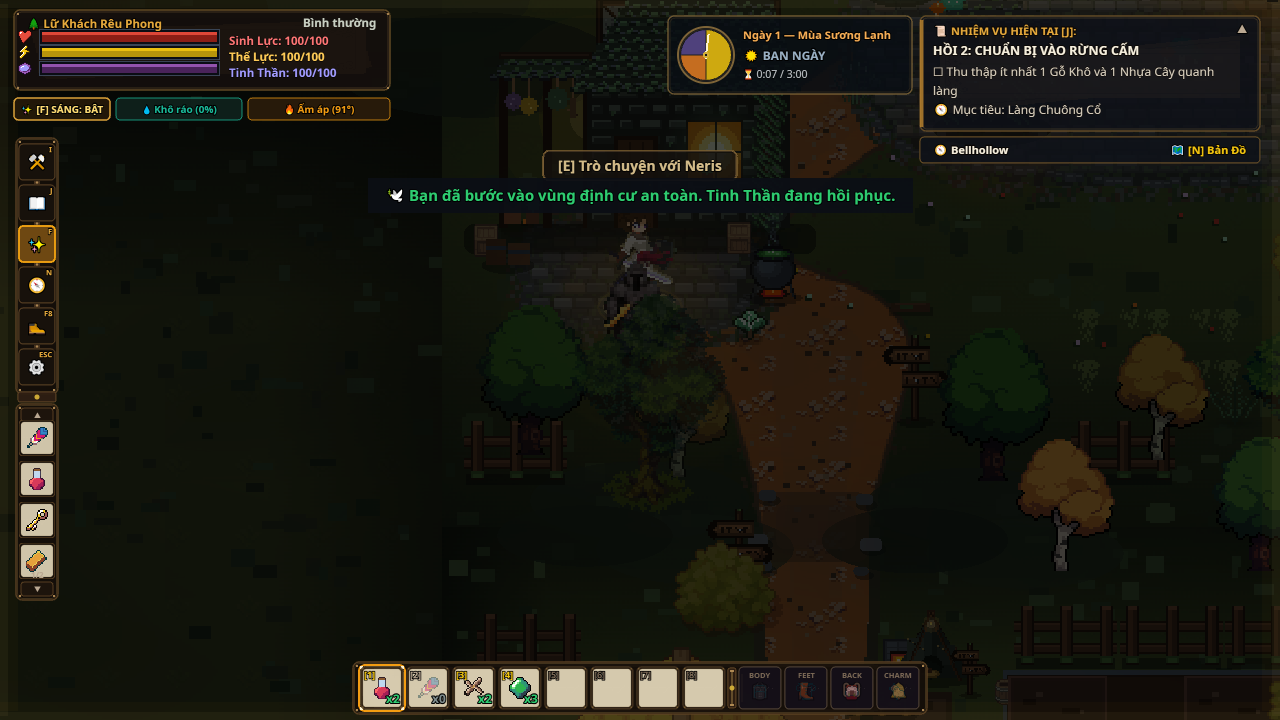 Lữ Khách Rêu Phong
Bình thường
Sinh Lực: 100/100
Thể Lực: 100/100
Tinh Thần: 100/100
[F] SÁNG: BẬT
Khô ráo (0%)
Ấm áp (91°)
Ngày 1 — Mùa Sương Lạnh
BAN NGÀY
0:07 / 3:00
NHIỆM VỤ HIỆN TẠI [J]:
HỒI 2: CHUẨN BỊ VÀO RỪNG CẤM
☐ Thu thập ít nhất 1 Gỗ Khô và 1 Nhựa Cây quanh
làng
Mục tiêu: Làng Chuông Cổ
Bellhollow
[N] Bản Đồ
[E] Trò chuyện với Neris
Bạn đã bước vào vùng định cư an toàn. Tinh Thần đang hồi phục.
I
J
F
N
F8
ESC
[1]
x2
[2]
x0
[3]
x2
[4]
x3
[5]
[6]
[7]
[8]
BODY
FEET
BACK
CHARM